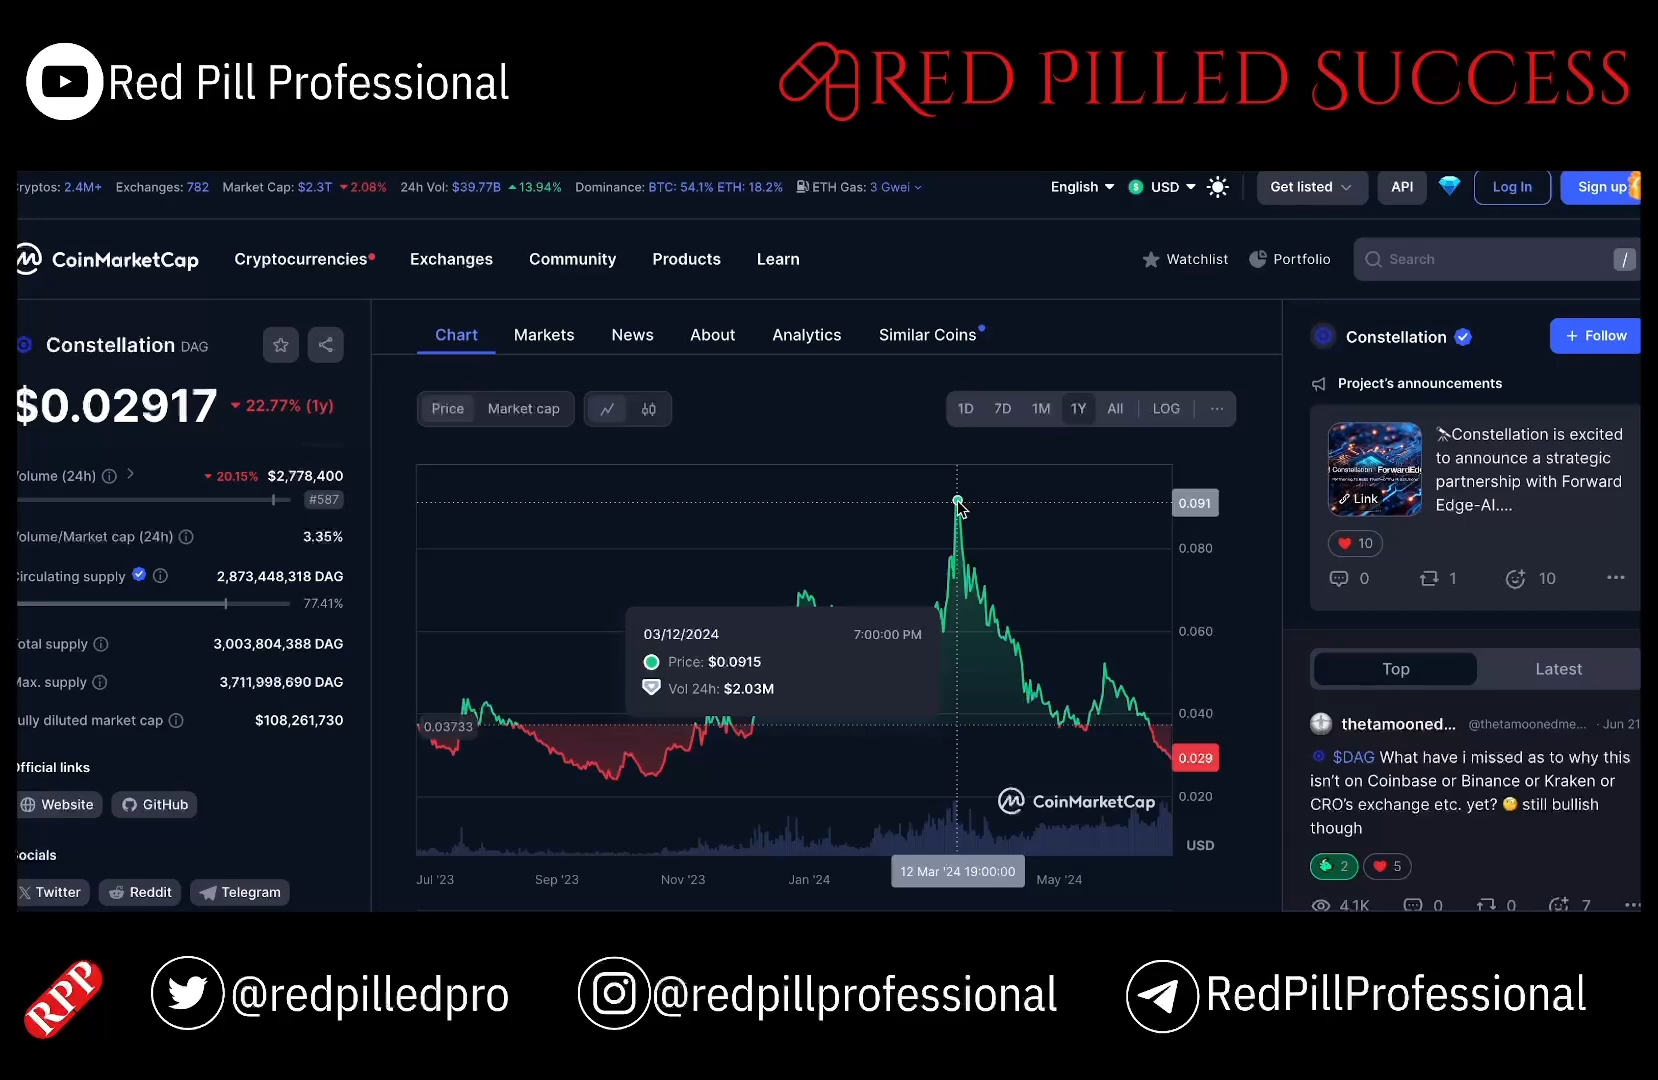 Red Pill Professional
RED PILLED SUCCESS
ryptos: 2.4M+ Exchanges: 782 Market Cap: $2.3T 2.08% 24h Vol: $39.77B 13.94% Dominance: BTC: 54.1% ETH: 18.2% ETH Gas: 3 Gwei
English USD Get listed API Log In Sign up
CoinMarketCap Cryptocurrencies Exchanges Community Products Learn Watchlist Portfolio Search /
Constellation DAG
$0.02917 22.77% (1y)
olume (24h) 20.15% $2,778,400
#587
olume/Market cap (24h) 3.35%
irculating supply 2,873,448,318 DAG
77.41%
otal supply 3,003,804,388 DAG
ax. supply 3,711,998,690 DAG
ully diluted market cap $108,261,730
fficial links
Website GitHub
ocials
Twitter Reddit Telegram
Chart Markets News About Analytics Similar Coins
Price Market cap 1D 7D 1M 1Y All LOG ...
0.091
0.080
0.060
0.040
0.029
0.020
USD
0.03733
03/12/2024 7:00:00 PM
Price: $0.0915
Vol 24h: $2.03M
CoinMarketCap
Jul '23 Sep '23 Nov '23 Jan '24 12 Mar '24 19:00:00 May '24
Constellation + Follow
Project's announcements
Constellation ForwardEdg
Link
Constellation is excited
to announce a strategic
partnership with Forward
Edge-AI....
10
0 1 10 ...
Top Latest
thetamooned... @thetamoonedme... · Jun 21
$DAG What have i missed as to why this
isn't on Coinbase or Binance or Kraken or
CRO's exchange etc. yet? 🧐 still bullish
though
2 5
4.1K 0 0 7 ...
RPP @redpilledpro @redpillprofessional RedPillProfessional